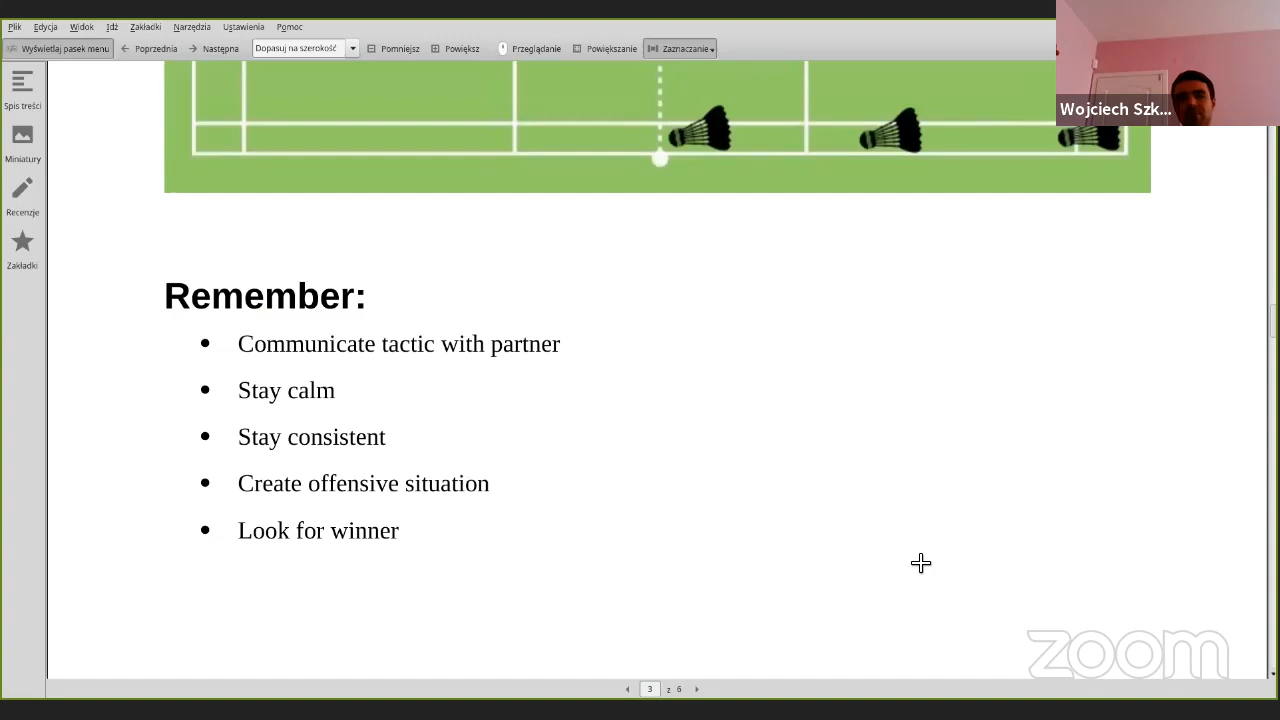 Plik Edycja Widok Idź Zakładki Narzędzia Ustawienia Pomoc
Wyświetlaj pasek menu Poprzednia Następna Dopasuj na szerokość Pomniejsz Powiększ Przeglądanie Powiększanie Zaznaczanie
Wojciech Szk...
Spis treści
Miniatury
Recenzje
Zakładki
Remember:
• Communicate tactic with partner
• Stay calm
• Stay consistent
• Create offensive situation
• Look for winner
zoom
3 z 6